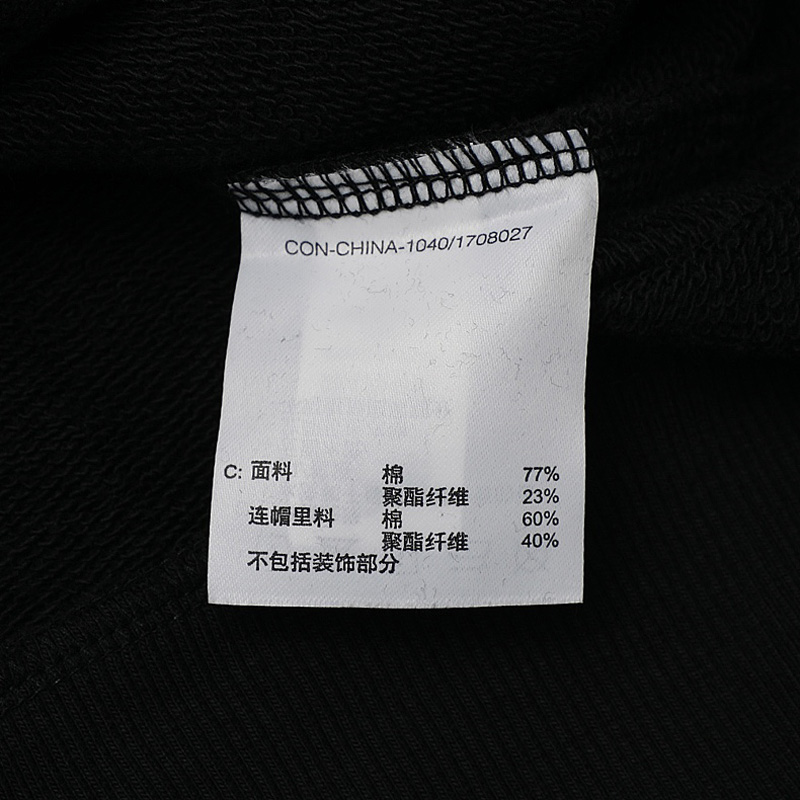 CON-CHINA-1040/1708027
C: 面料 棉 77%
聚酯纤维 23%
连帽里料 棉 60%
聚酯纤维 40%
不包括装饰部分